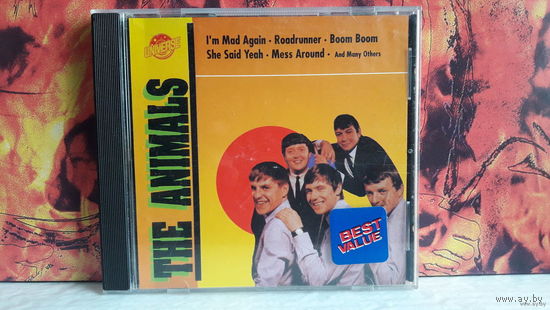 UNIVERSE
THE ANIMALS
I'm Mad Again · Roadrunner · Boom Boom
She Said Yeah · Mess Around · And Many Others
BEST
VALUE
© www.ay.by